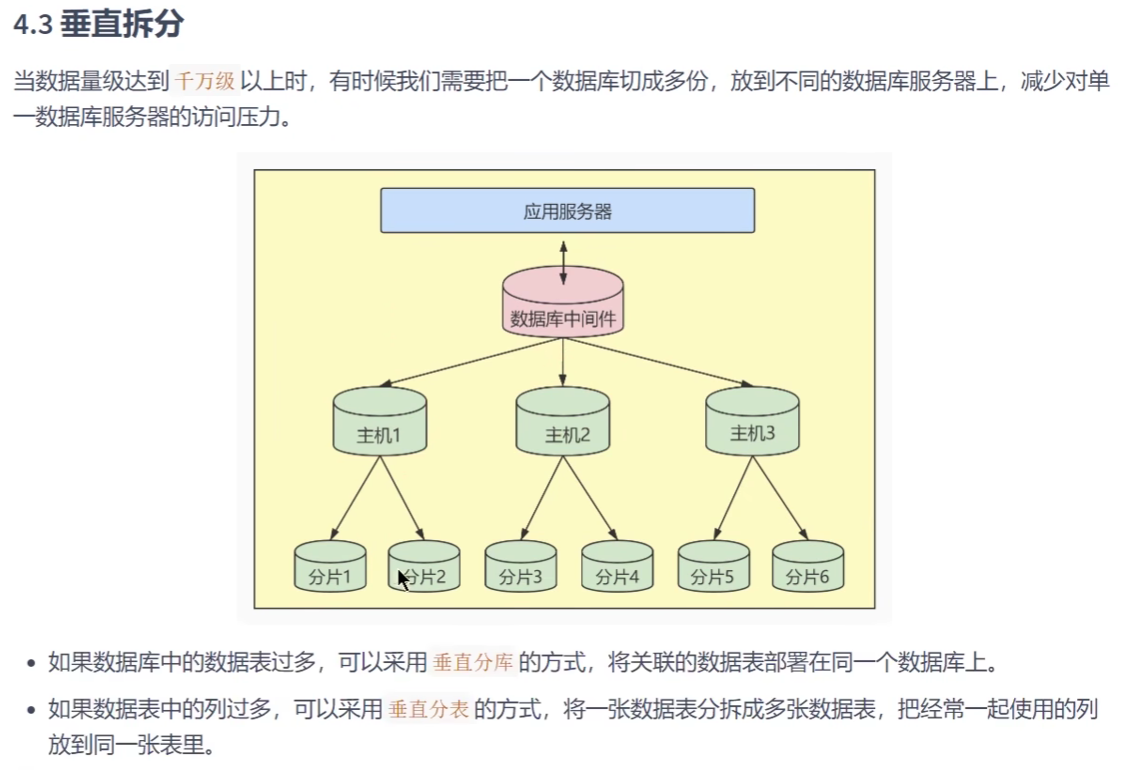 4.3 垂直拆分
当数据量级达到 千万级 以上时，有时候我们需要把一个数据库切成多份，放到不同的数据库服务器上，减少对单
一数据库服务器的访问压力。
应用服务器
数据库中间件
主机1
主机2
主机3
分片1
分片2
分片3
分片4
分片5
分片6
如果数据库中的数据表过多，可以采用 垂直分库 的方式，将关联的数据表部署在同一个数据库上。
如果数据表中的列过多，可以采用 垂直分表 的方式，将一张数据表分拆成多张数据表，把经常一起使用的列
放到同一张表里。